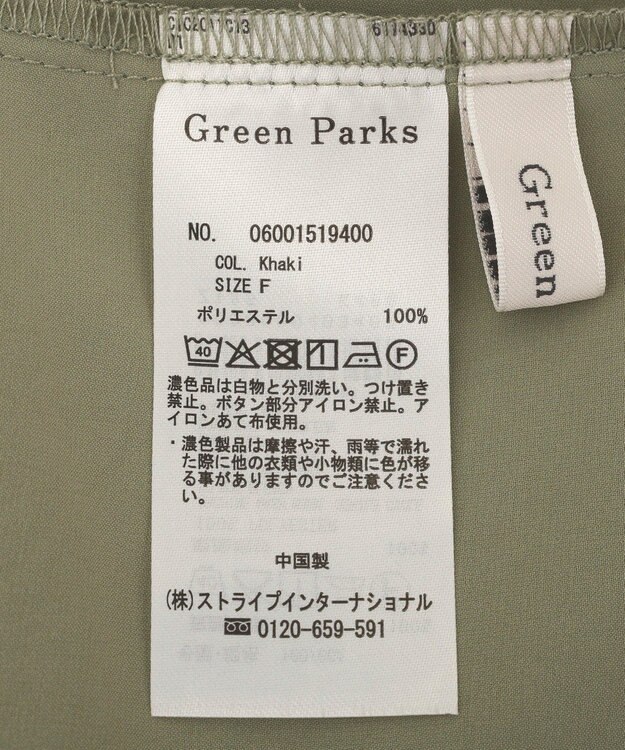 6114330
Green Parks
Green
NO. 06001519400
COL. Khaki
SIZE F
ポリエステル 100%
40
F
濃色品は白物と分別洗い。つけ置き
禁止。ボタン部分アイロン禁止。ア
イロンあて布使用。
・濃色製品は摩擦や汗、雨等で濡れ
た際に他の衣類や小物類に色が移
る事がありますのでご注意くださ
い。
中国製
(株)ストライプインターナショナル
0120-659-591